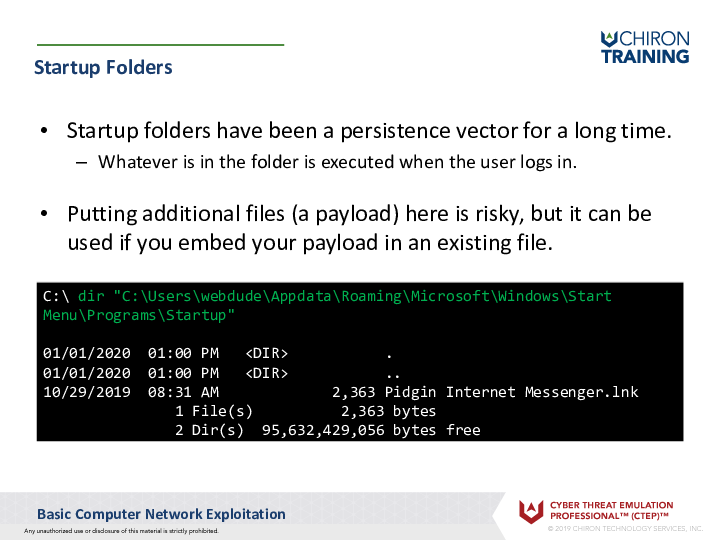 CHIRON
TRAINING
Startup Folders
• Startup folders have been a persistence vector for a long time.
– Whatever is in the folder is executed when the user logs in.
• Putting additional files (a payload) here is risky, but it can be
used if you embed your payload in an existing file.
C:\ dir "C:\Users\webdude\Appdata\Roaming\Microsoft\Windows\Start
Menu\Programs\Startup"
01/01/2020  01:00 PM   <DIR>           .
01/01/2020  01:00 PM   <DIR>           ..
10/29/2019  08:31 AM             2,363 Pidgin Internet Messenger.lnk
1 File(s)          2,363 bytes
2 Dir(s)  95,632,429,056 bytes free
Basic Computer Network Exploitation
Any unauthorized use or disclosure of this material is strictly prohibited.
CYBER THREAT EMULATION
PROFESSIONAL™ (CTEP)™
© 2019 CHIRON TECHNOLOGY SERVICES, INC.